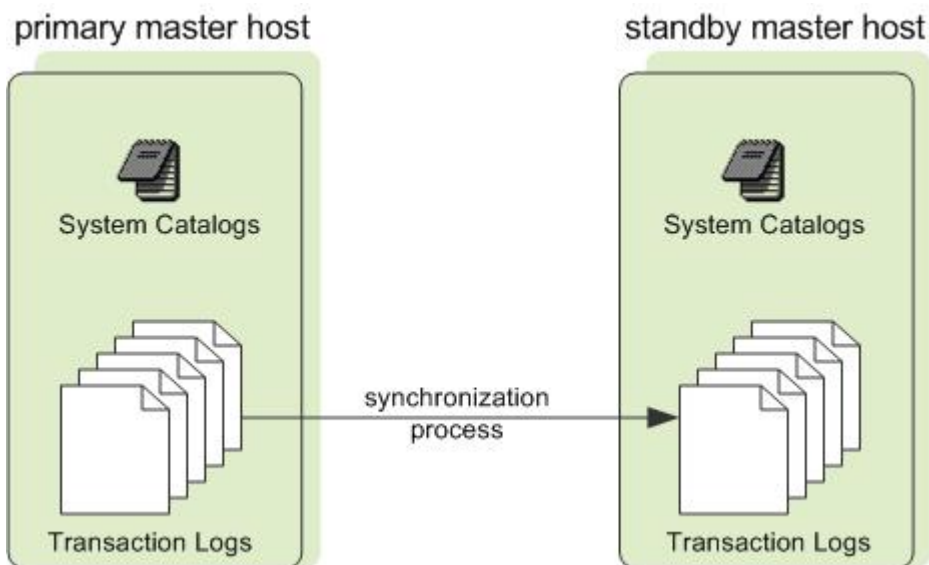 primary master host
standby master host
System Catalogs
System Catalogs
synchronization
process
Transaction Logs
Transaction Logs